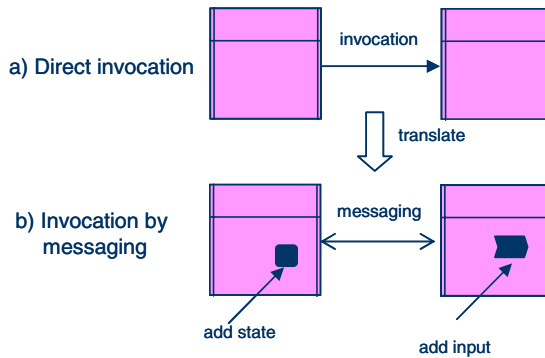 invocation
a) Direct invocation
translate
messaging
b) Invocation by
messaging
add state
add input